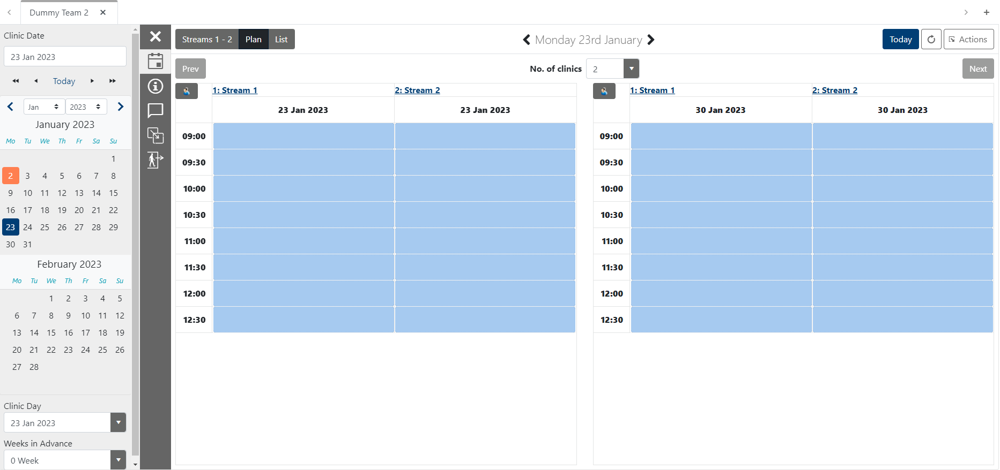 Dummy Team 2
Clinic Date
23 Jan 2023
Today
Jan 2023
January 2023
Mo Tu We Th Fr Sa Su
1
2 3 4 5 6 7 8
9 10 11 12 13 14 15
16 17 18 19 20 21 22
23 24 25 26 27 28 29
30 31
February 2023
Mo Tu We Th Fr Sa Su
1 2 3 4 5
6 7 8 9 10 11 12
13 14 15 16 17 18 19
20 21 22 23 24 25 26
27 28
Clinic Day
23 Jan 2023
Weeks in Advance
0 Week
Streams 1 - 2 Plan List
Monday 23rd January
Today Actions
Prev
No. of clinics 2
Next
1: Stream 1 2: Stream 2
23 Jan 2023 23 Jan 2023
09:00
09:30
10:00
10:30
11:00
11:30
12:00
12:30
1: Stream 1 2: Stream 2
30 Jan 2023 30 Jan 2023
09:00
09:30
10:00
10:30
11:00
11:30
12:00
12:30